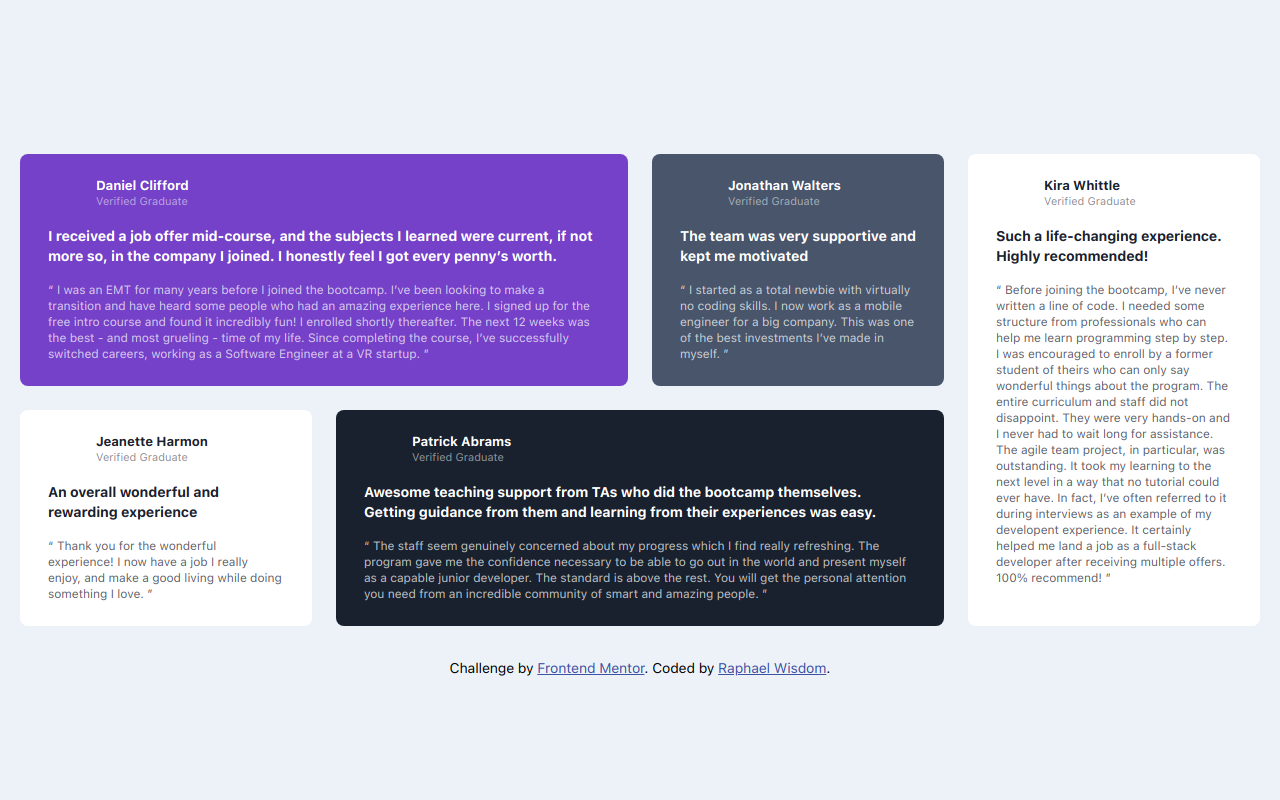 Daniel Clifford
Verified Graduate
I received a job offer mid-course, and the subjects I learned were current, if not
more so, in the company I joined. I honestly feel I got every penny’s worth.
“ I was an EMT for many years before I joined the bootcamp. I’ve been looking to make a
transition and have heard some people who had an amazing experience here. I signed up for the
free intro course and found it incredibly fun! I enrolled shortly thereafter. The next 12 weeks was
the best - and most grueling - time of my life. Since completing the course, I’ve successfully
switched careers, working as a Software Engineer at a VR startup. ”
Jonathan Walters
Verified Graduate
The team was very supportive and
kept me motivated
“ I started as a total newbie with virtually
no coding skills. I now work as a mobile
engineer for a big company. This was one
of the best investments I’ve made in
myself. ”
Kira Whittle
Verified Graduate
Such a life-changing experience.
Highly recommended!
“ Before joining the bootcamp, I’ve never
written a line of code. I needed some
structure from professionals who can
help me learn programming step by step.
I was encouraged to enroll by a former
student of theirs who can only say
wonderful things about the program. The
entire curriculum and staff did not
disappoint. They were very hands-on and
I never had to wait long for assistance.
The agile team project, in particular, was
outstanding. It took my learning to the
next level in a way that no tutorial could
ever have. In fact, I’ve often referred to it
during interviews as an example of my
developent experience. It certainly
helped me land a job as a full-stack
developer after receiving multiple offers.
100% recommend! ”
Jeanette Harmon
Verified Graduate
An overall wonderful and
rewarding experience
“ Thank you for the wonderful
experience! I now have a job I really
enjoy, and make a good living while doing
something I love. ”
Patrick Abrams
Verified Graduate
Awesome teaching support from TAs who did the bootcamp themselves.
Getting guidance from them and learning from their experiences was easy.
“ The staff seem genuinely concerned about my progress which I find really refreshing. The
program gave me the confidence necessary to be able to go out in the world and present myself
as a capable junior developer. The standard is above the rest. You will get the personal attention
you need from an incredible community of smart and amazing people. ”
Challenge by Frontend Mentor. Coded by Raphael Wisdom.